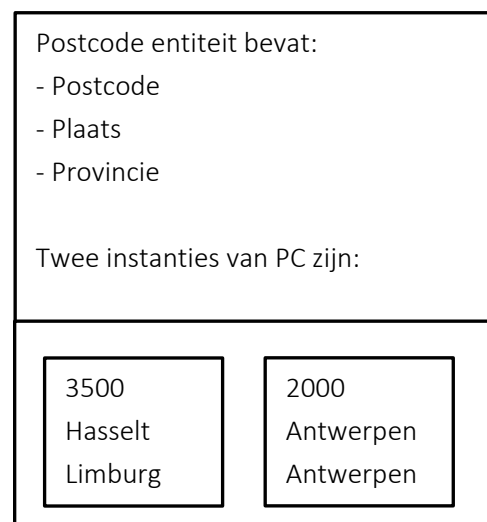 Postcode entiteit bevat:
- Postcode
- Plaats
- Provincie
Twee instanties van PC zijn:
3500
Hasselt
Limburg
2000
Antwerpen
Antwerpen